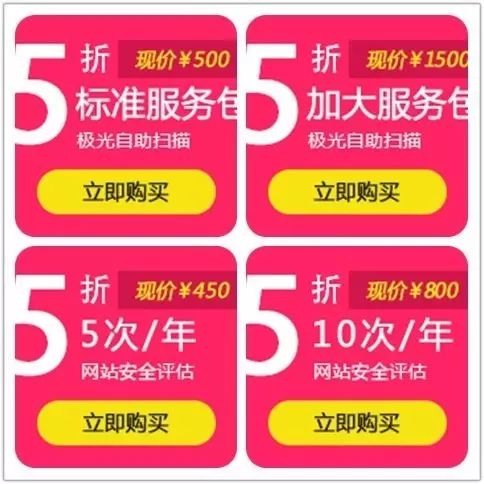 5折 现价¥500
标准服务包
极光自助扫描
立即购买
5折 现价¥1500
加大服务包
极光自助扫描
立即购买
5折 现价¥450
5次/年
网站安全评估
立即购买
5折 现价¥800
10次/年
网站安全评估
立即购买